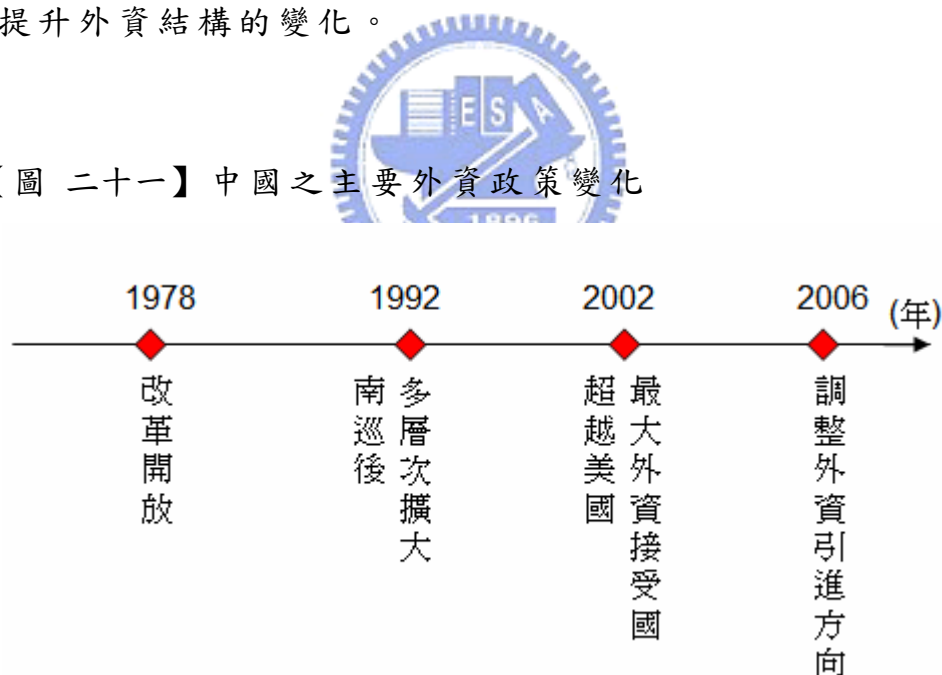 提升外資結構的變化。
E S A
【圖 二十一】中國之主要外資政策變化
1896
1978
1992
2002
2006
(年)
改革開放
南巡後
多層次擴大
超越美國
最大外資接受國
調整外資引進方向